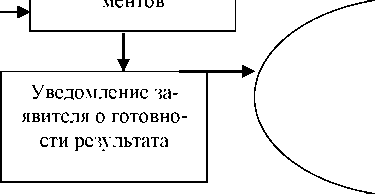 ментов
Уведомление за-
явителя о готовно-
сти результата